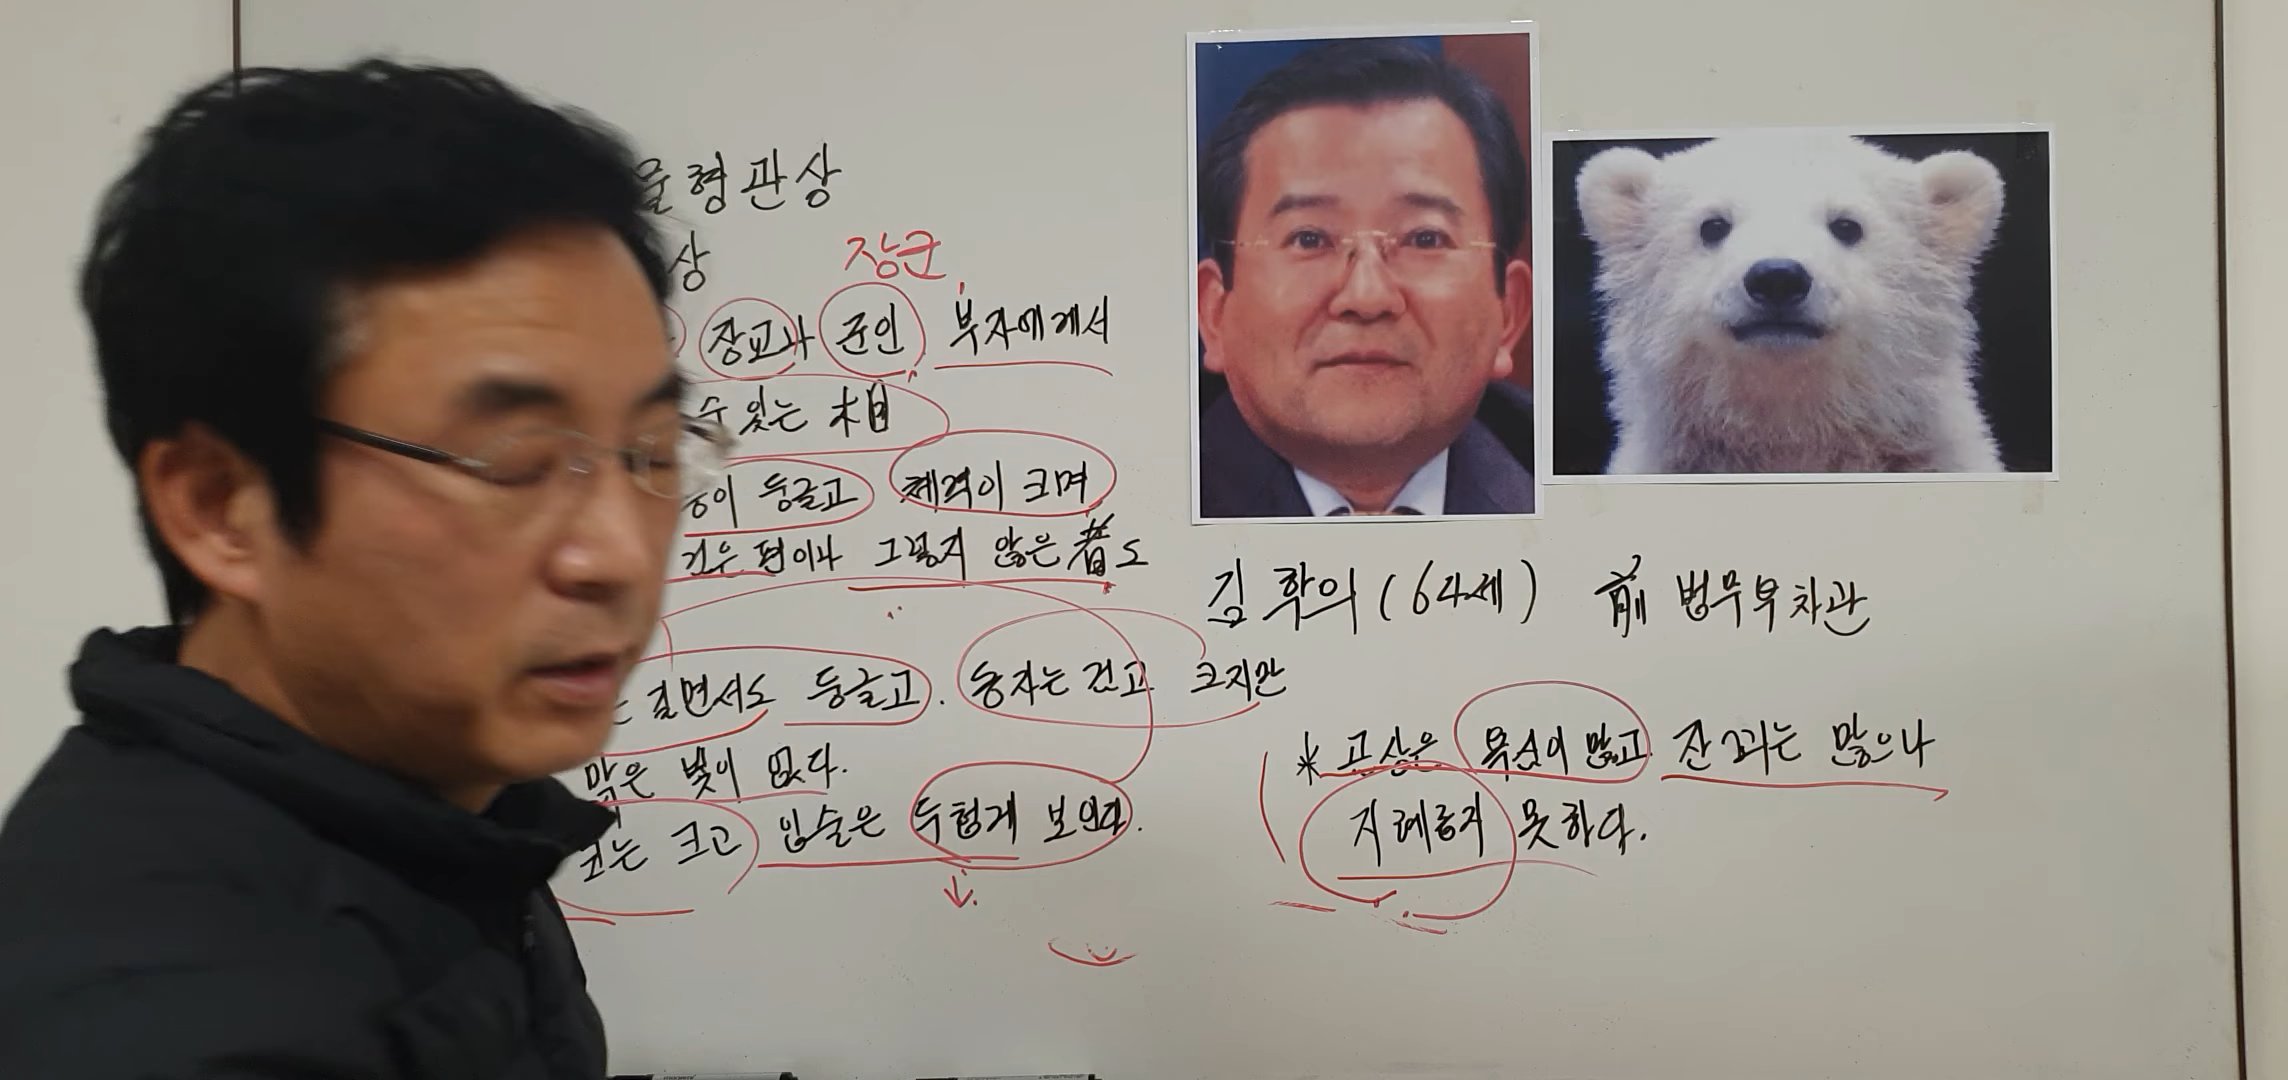 물형관상
상
장군
장교나 군인 부자에게서
수 있는 相
이 둥글고 체격이 크며
검은 편이나 그렇지 않은 者도
길면서도 둥글고. 눈동자는 검고 크지만
맑은 빛이 없다.
코는 크고 입술은 두텁게 보인다.
김학의(64세) 前 법무부차관
* 곰상은 욕심이 많고 잔꾀는 많으나
지혜롭지 못하다.